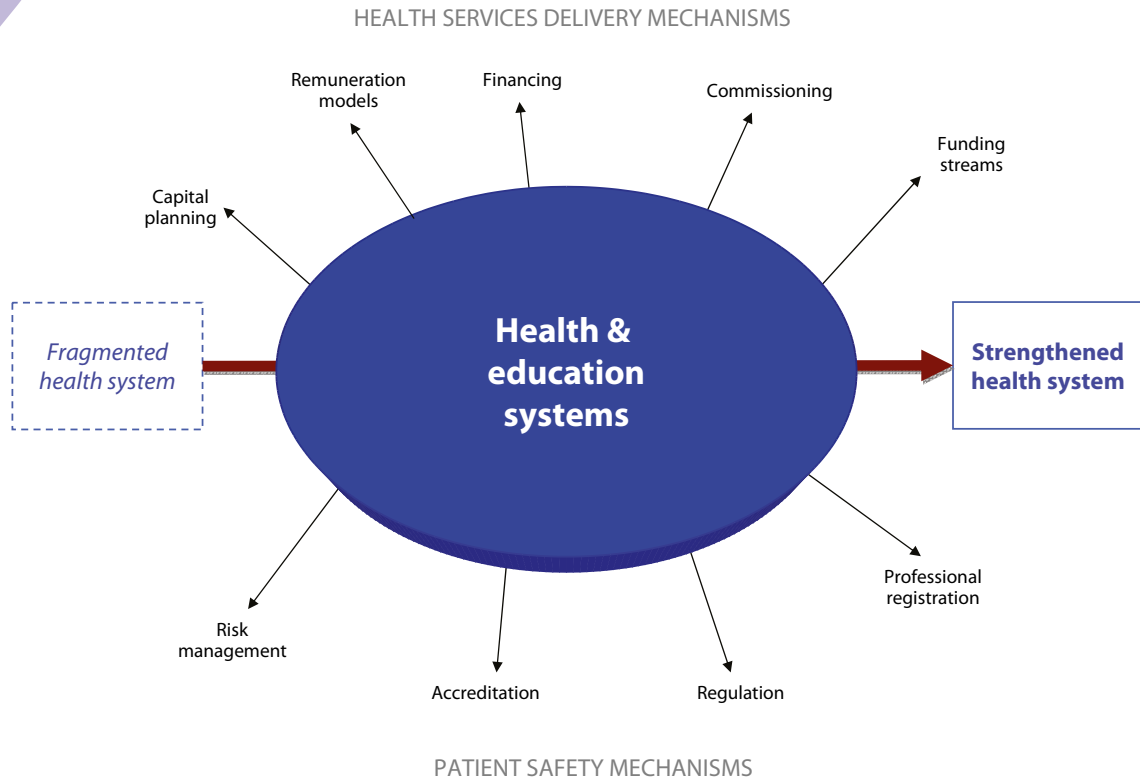 HEALTH SERVICES DELIVERY MECHANISMS
Remuneration
models
Financing
Commissioning
Funding
streams
Capital
planning
Fragmented
health system
Health &
education
systems
Strengthened
health system
Professional
registration
Risk
management
Accreditation
Regulation
PATIENT SAFETY MECHANISMS